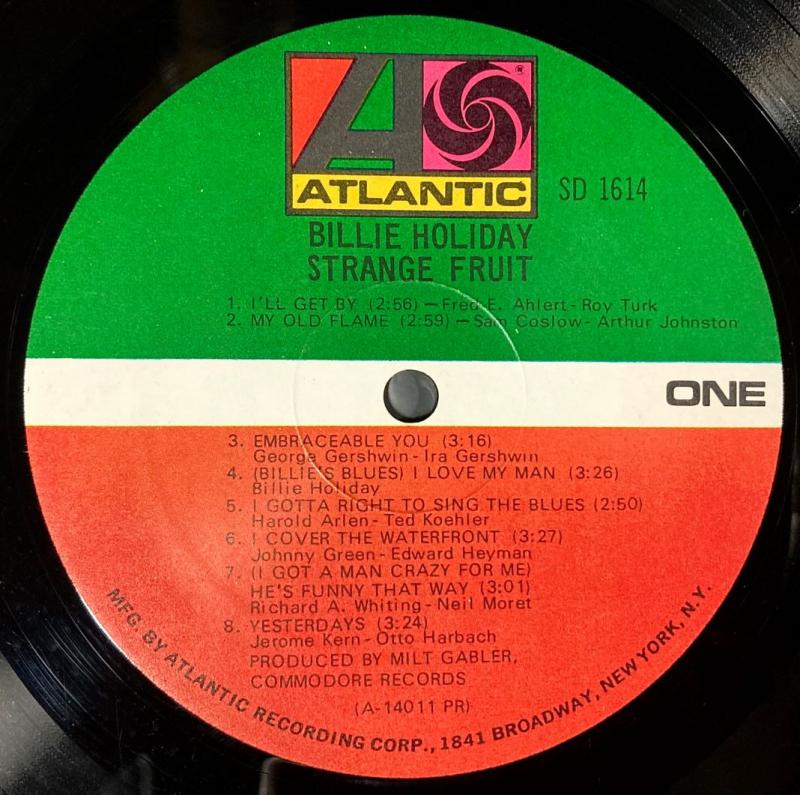 ®
ATLANTIC
SD 1614
BILLIE HOLIDAY
STRANGE FRUIT
1. I'LL GET BY (2:56) — Fred E. Ahlert - Roy Turk
2. MY OLD FLAME (2:59) — Sam Coslow - Arthur Johnston
ONE
3. EMBRACEABLE YOU (3:16)
George Gershwin - Ira Gershwin
4. (BILLIE'S BLUES) I LOVE MY MAN (3:26)
Billie Holiday
5. I GOTTA RIGHT TO SING THE BLUES (2:50)
Harold Arlen - Ted Koehler
6. I COVER THE WATERFRONT (3:27)
Johnny Green - Edward Heyman
7. (I GOT A MAN CRAZY FOR ME)
HE'S FUNNY THAT WAY (3:01)
Richard A. Whiting - Neil Moret
8. YESTERDAYS (3:24)
Jerome Kern - Otto Harbach
PRODUCED BY MILT GABLER,
COMMODORE RECORDS
(A-14011 PR)
MFG. BY ATLANTIC RECORDING CORP., 1841 BROADWAY, NEW YORK, N.Y.